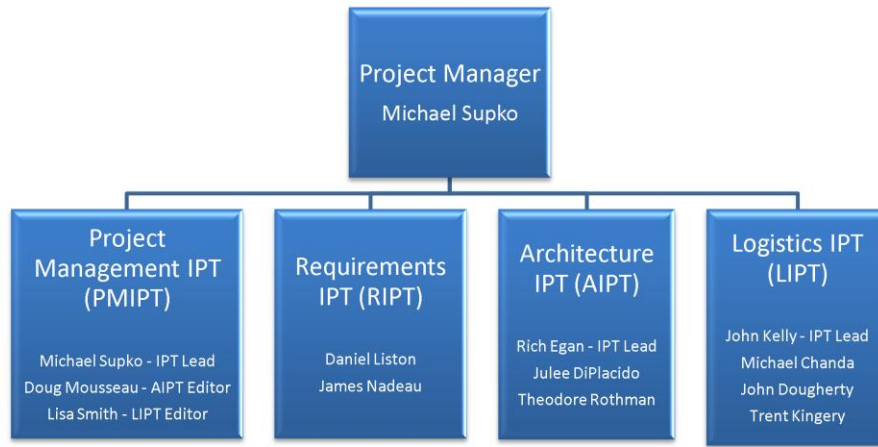 Project Manager
Michael Supko
Project
Management IPT
(PMIPT)
Michael Supko - IPT Lead
Doug Mousseau - AIPT Editor
Lisa Smith - LIPT Editor
Requirements
IPT (RIPT)
Daniel Liston
James Nadeau
Architecture
IPT (AIPT)
Rich Egan - IPT Lead
Julee DiPlacido
Theodore Rothman
Logistics IPT
(LIPT)
John Kelly - IPT Lead
Michael Chanda
John Dougherty
Trent Kingery